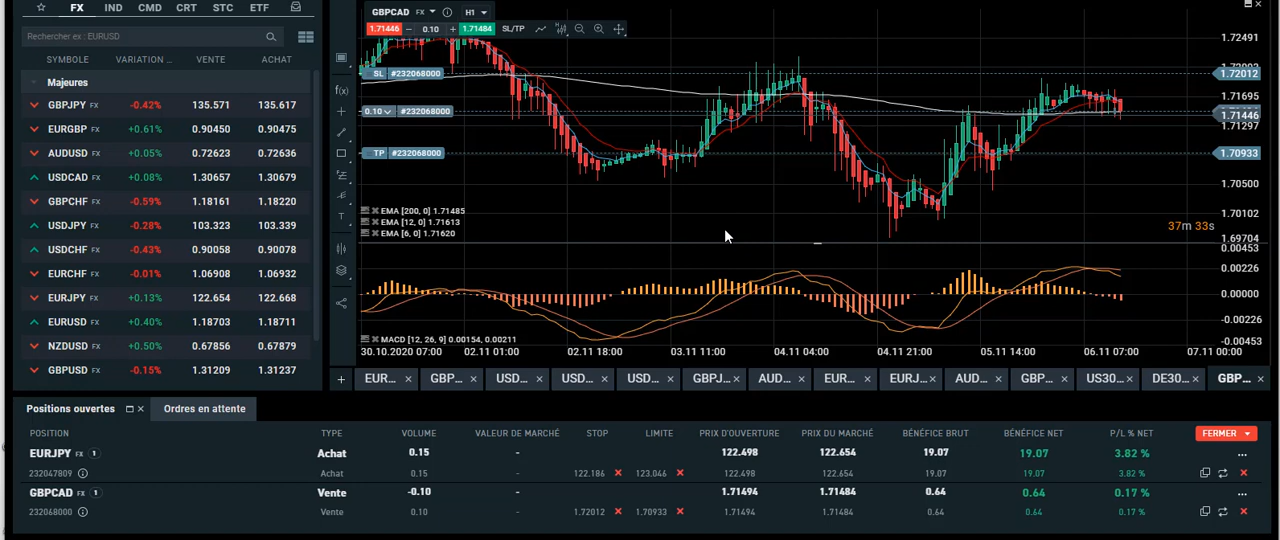 FX IND CMD CRT STC ETF
Rechercher ex : EURUSD
SYMBOLE VARIATION ... VENTE ACHAT
Majeures
GBPJPY FX -0.42% 135.571 135.617
EURGBP FX +0.61% 0.90450 0.90475
AUDUSD FX +0.05% 0.72623 0.72636
USDCAD FX +0.08% 1.30657 1.30679
GBPCHF FX -0.59% 1.18161 1.18220
USDJPY FX -0.28% 103.323 103.339
USDCHF FX -0.43% 0.90058 0.90078
EURCHF FX -0.01% 1.06908 1.06932
EURJPY FX +0.13% 122.654 122.668
EURUSD FX +0.40% 1.18703 1.18711
NZDUSD FX +0.50% 0.67856 0.67879
GBPUSD FX -0.15% 1.31209 1.31237
GBPCAD FX H1
1.71446 0.10 1.71484 SL/TP
f(x)
T
SL #232068000
0.10 #232068000
TP #232068000
EMA [200, 0] 1.71485
EMA [12, 0] 1.71613
EMA [6, 0] 1.71620
37m 33s
1.72491
1.72012
1.71695
1.71446
1.71297
1.70933
1.70500
1.70102
1.69704
0.00453
0.00226
0.00000
-0.00226
-0.00453
MACD [12, 26, 9] 0.00154, 0.00211
30.10.2020 07:00 02.11 01:00 02.11 18:00 03.11 11:00 04.11 04:00 04.11 21:00 05.11 14:00 06.11 07:00 07.11 00:00
EUR... GBP... USD... USD... USD... GBPJ... AUD... EUR... EURJ... AUD... GBP... US30... DE30... GBP...
Positions ouvertes Ordres en attente
POSITION TYPE VOLUME VALEUR DE MARCHÉ STOP LIMITE PRIX D'OUVERTURE PRIX DU MARCHÉ BÉNÉFICE BRUT BÉNÉFICE NET P/L % NET FERMER
EURJPY FX 1 Achat 0.15 - 122.498 122.654 19.07 19.07 3.82 % ...
232047809 Achat 0.15 - 122.186 123.046 122.498 122.654 19.07 19.07 3.82 %
GBPCAD FX 1 Vente -0.10 - 1.71494 1.71484 0.64 0.64 0.17 % ...
232068000 Vente 0.10 - 1.72012 1.70933 1.71494 1.71484 0.64 0.64 0.17 %